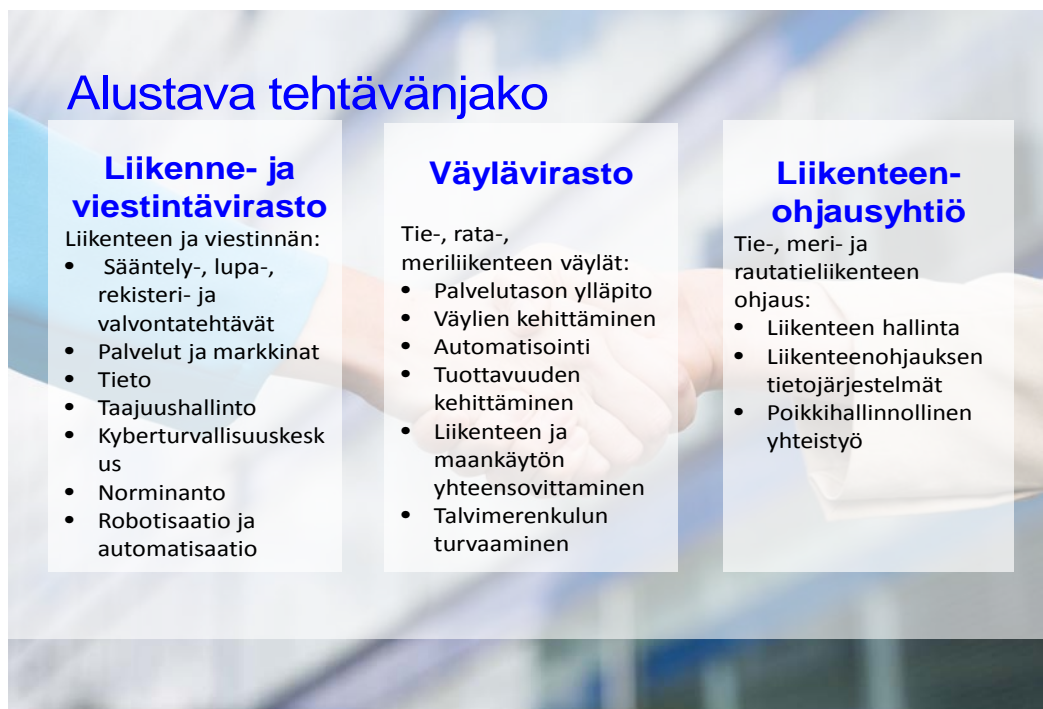 Alustava tehtävänjako
Liikenne- ja
viestintävirasto
Liikenteen ja viestinnän:
• Sääntely-, lupa-,
rekisteri- ja
valvontatehtävät
• Palvelut ja markkinat
• Tieto
• Taajuushallinto
• Kyberturvallisuuskesk
us
• Norminanto
• Robotisaatio ja
automatisaatio
Väylävirasto
Tie-, rata-,
meriliikenteen väylät:
• Palvelutason ylläpito
• Väylien kehittäminen
• Automatisointi
• Tuottavuuden
kehittäminen
• Liikenteen ja
maankäytön
yhteensovittaminen
• Talvimerenkulun
turvaaminen
Liikenteen-
ohjausyhtiö
Tie-, meri- ja
rautatieliikenteen
ohjaus:
• Liikenteen hallinta
• Liikenteenohjauksen
tietojärjestelmät
• Poikkihallinnollinen
yhteistyö